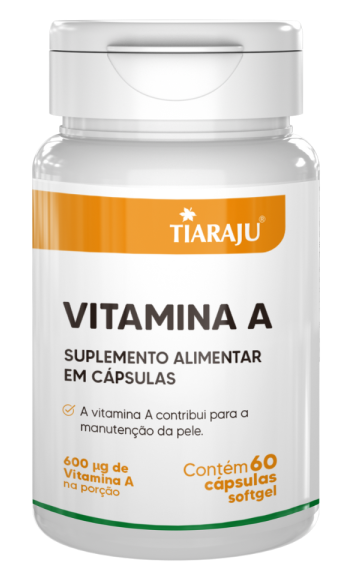 TIARAJU®
VITAMINA A
SUPLEMENTO ALIMENTAR
EM CÁPSULAS
A vitamina A contribui para a
manutenção da pele.
600 µg de
Vitamina A
na porção
Contém 60
cápsulas
softgel